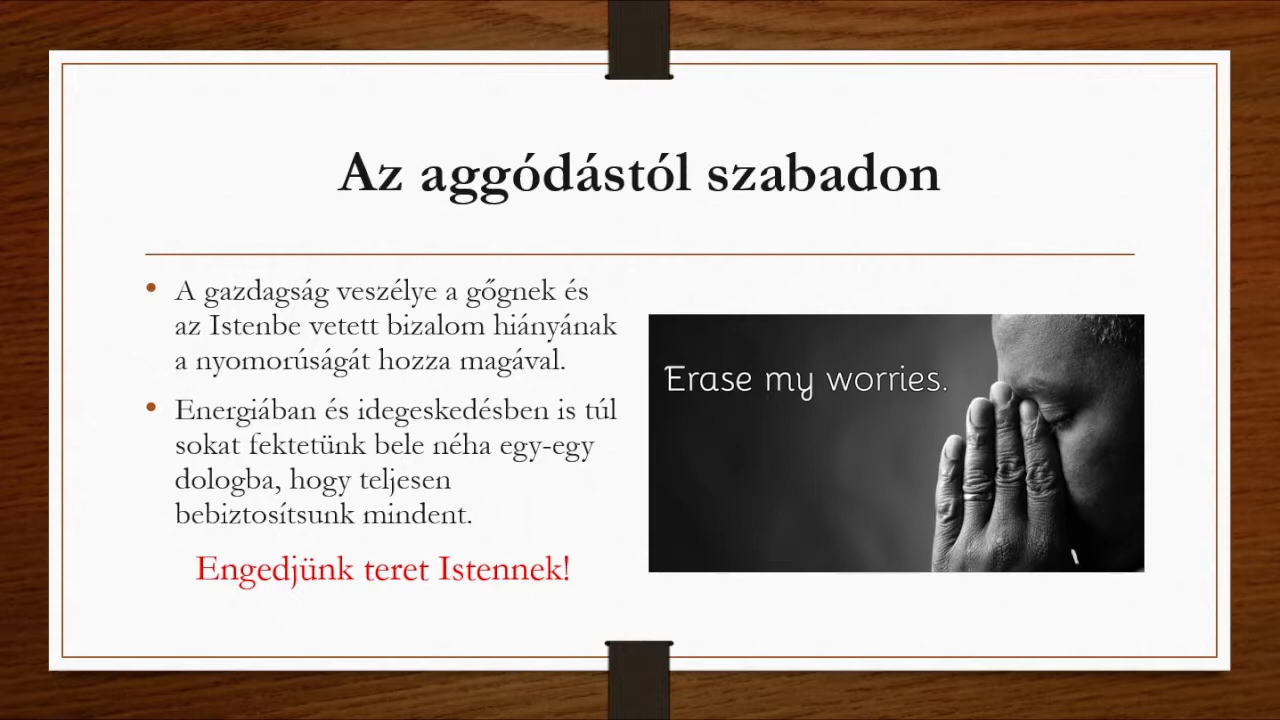 Az aggódástól szabadon
• A gazdagság veszélye a gőgnek és
az Istenbe vetett bizalom hiányának
a nyomorúságát hozza magával.
• Energiában és idegeskedésben is túl
sokat fektetünk bele néha egy-egy
dologba, hogy teljesen
bebiztosítsunk mindent.
Engedjünk teret Istennek!
Erase my worries.